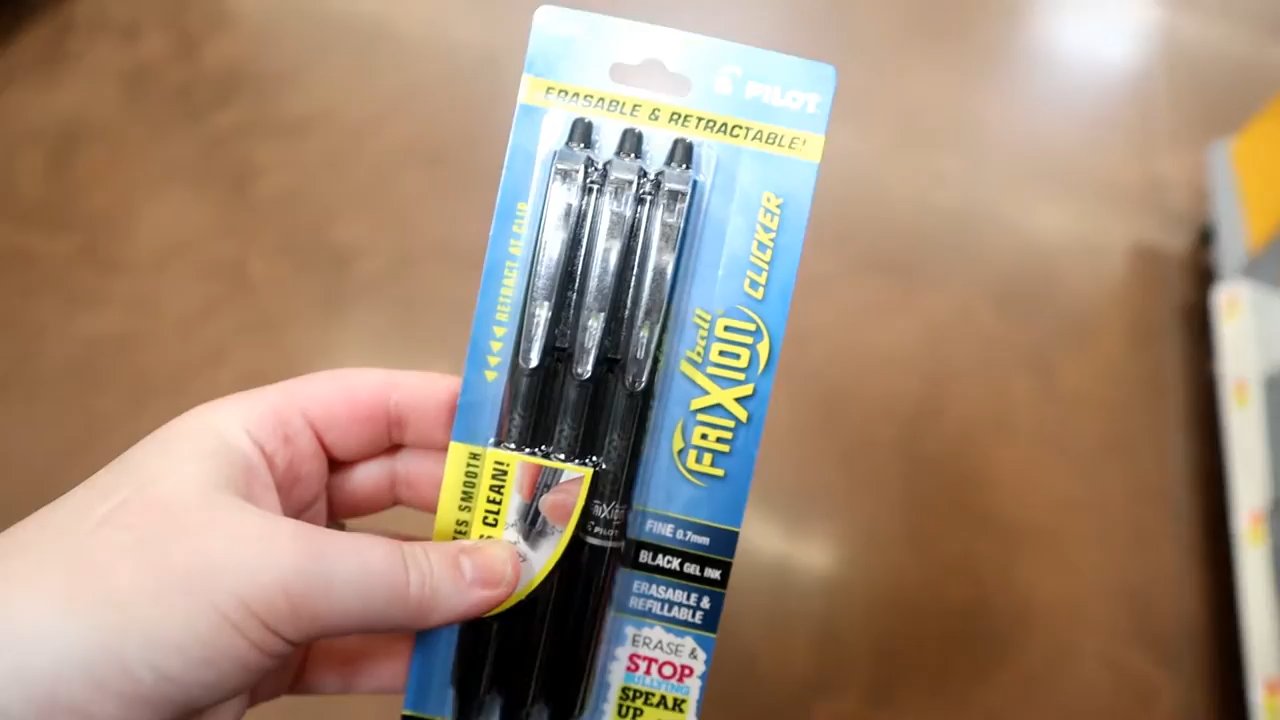 PILOT
ERASABLE & RETRACTABLE!
RETRACT AT CLIP
FRIXION ball CLICKER
SMOOTH
CLEAN!
FRIXION
PILOT
FINE 0.7mm
BLACK GEL INK
ERASABLE &
REFILLABLE
ERASE &
STOP
BULLYING
SPEAK
UP